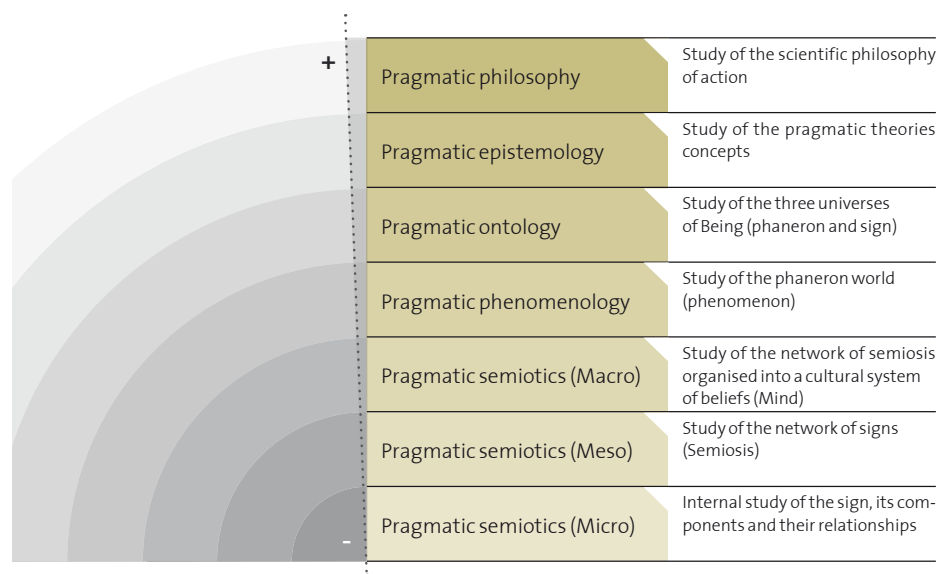 +
Pragmatic philosophy
Study of the scientific philosophy
of action
Pragmatic epistemology
Study of the pragmatic theories
concepts
Pragmatic ontology
Study of the three universes
of Being (phaneron and sign)
Pragmatic phenomenology
Study of the phaneron world
(phenomenon)
Pragmatic semiotics (Macro)
Study of the network of semiosis
organised into a cultural system
of beliefs (Mind)
Pragmatic semiotics (Meso)
Study of the network of signs
(Semiosis)
Pragmatic semiotics (Micro)
Internal study of the sign, its com-
ponents and their relationships
-